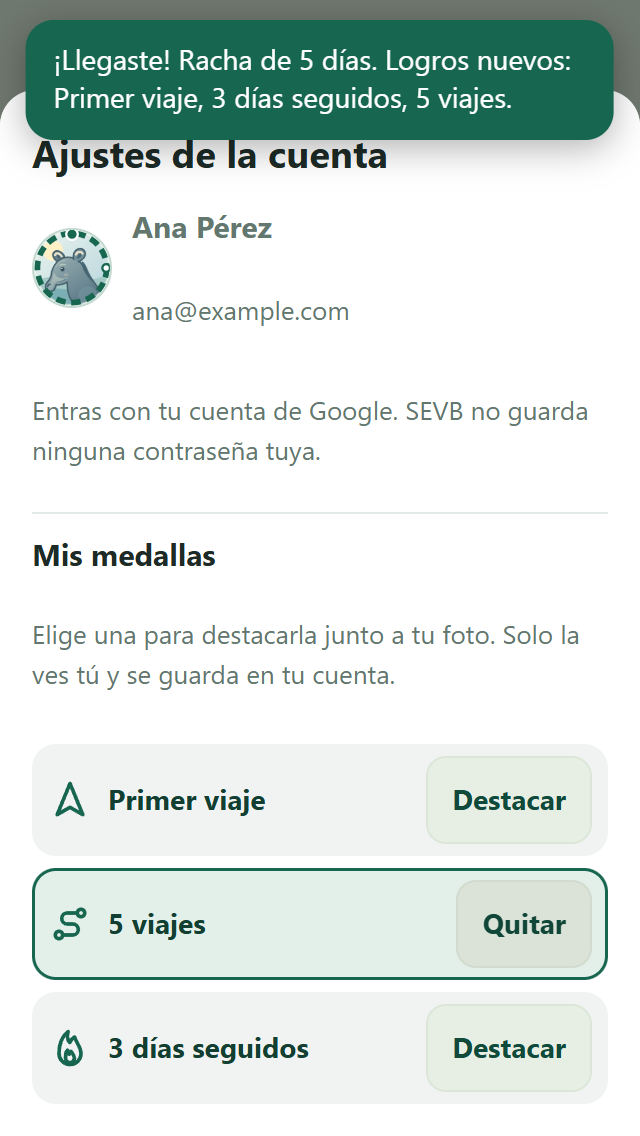 ¡Llegaste! Racha de 5 días. Logros nuevos:
Primer viaje, 3 días seguidos, 5 viajes.
Ajustes de la cuenta
Ana Pérez
ana@example.com
Entras con tu cuenta de Google. SEVB no guarda
ninguna contraseña tuya.
Mis medallas
Elige una para destacarla junto a tu foto. Solo la
ves tú y se guarda en tu cuenta.
Primer viaje Destacar
5 viajes Quitar
3 días seguidos Destacar